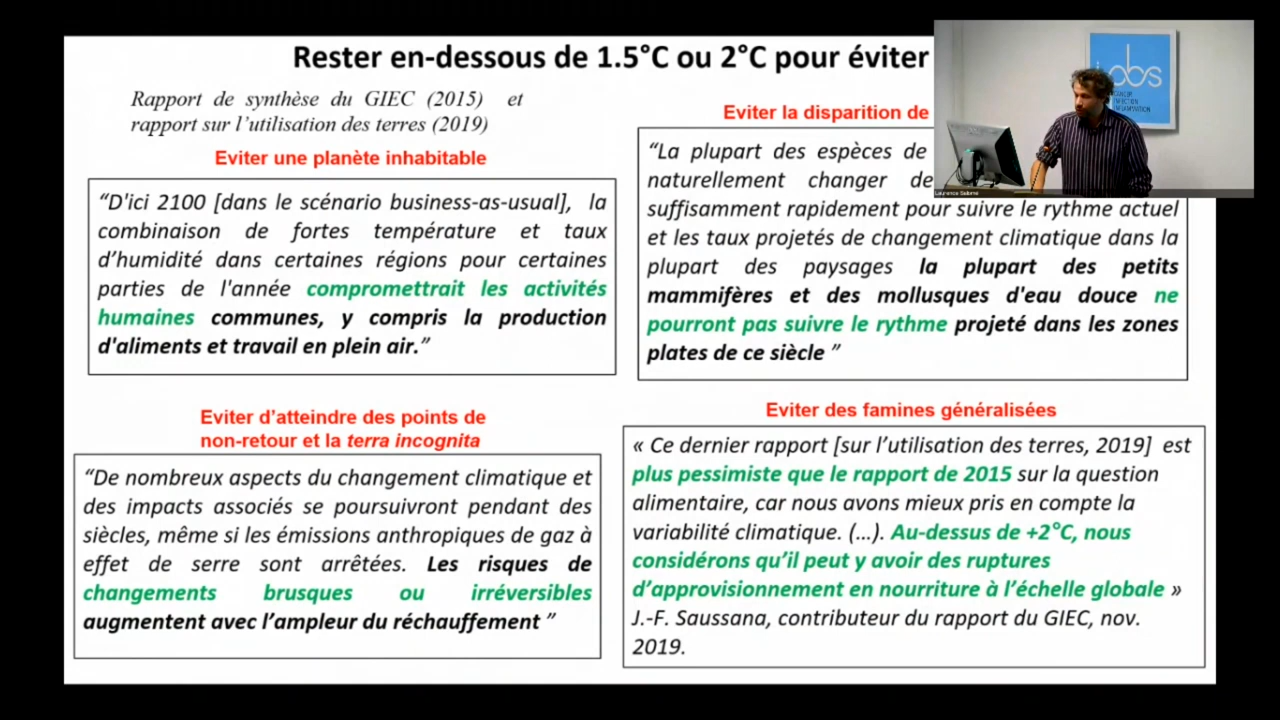 Rester en-dessous de 1.5°C ou 2°C pour éviter
Rapport de synthèse du GIEC (2015) et
rapport sur l'utilisation des terres (2019)
Eviter une planète inhabitable
“D'ici 2100 [dans le scénario business-as-usual], la
combinaison de fortes température et taux
d’humidité dans certaines régions pour certaines
parties de l'année compromettrait les activités
humaines communes, y compris la production
d'aliments et travail en plein air.”
Eviter la disparition de
“La plupart des espèces de
naturellement changer de
suffisamment rapidement pour suivre le rythme actuel
et les taux projetés de changement climatique dans la
plupart des paysages la plupart des petits
mammifères et des mollusques d'eau douce ne
pourront pas suivre le rythme projeté dans les zones
plates de ce siècle ”
Eviter d’atteindre des points de
non-retour et la terra incognita
“De nombreux aspects du changement climatique et
des impacts associés se poursuivront pendant des
siècles, même si les émissions anthropiques de gaz à
effet de serre sont arrêtées. Les risques de
changements brusques ou irréversibles
augmentent avec l’ampleur du réchauffement ”
Eviter des famines généralisées
« Ce dernier rapport [sur l’utilisation des terres, 2019] est
plus pessimiste que le rapport de 2015 sur la question
alimentaire, car nous avons mieux pris en compte la
variabilité climatique. (…). Au-dessus de +2°C, nous
considérons qu’il peut y avoir des ruptures
d’approvisionnement en nourriture à l’échelle globale »
J.-F. Saussana, contributeur du rapport du GIEC, nov.
2019.